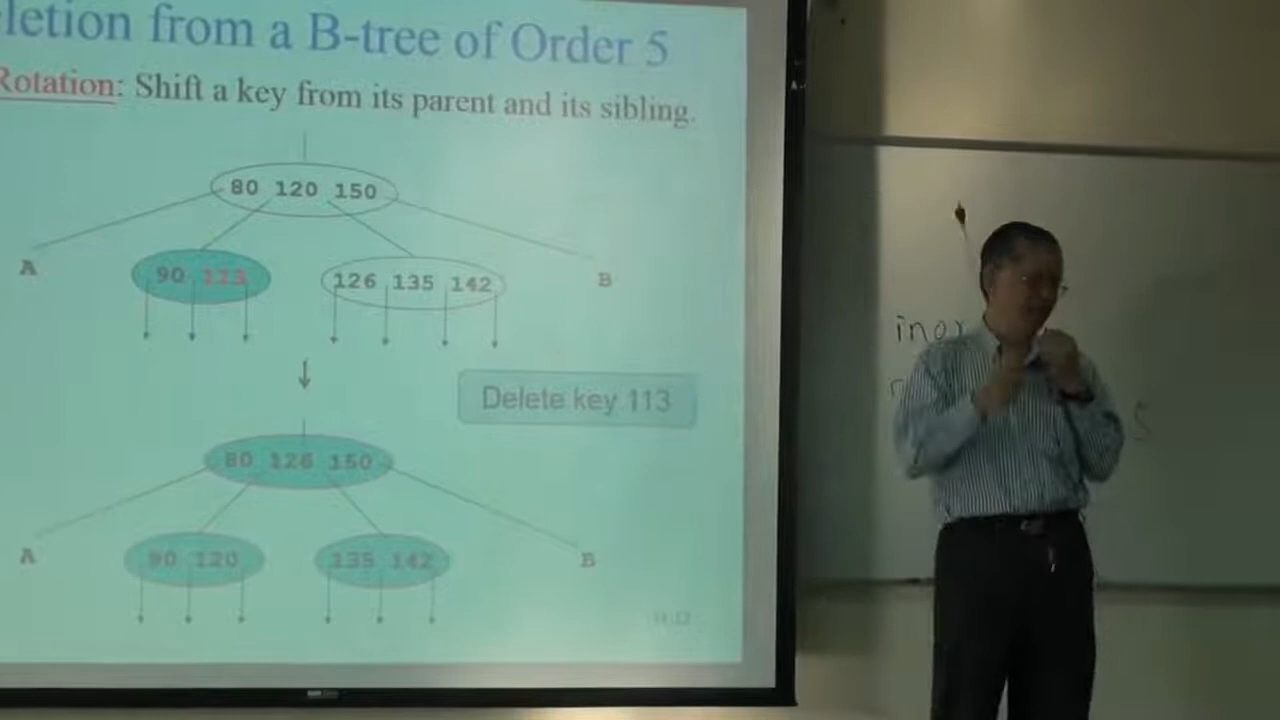 letion from a B-tree of Order 5
Rotation: Shift a key from its parent and its sibling.
80 120 150
A
90 113
126 135 142
B
Delete key 113
80 126 150
A
90 120
135 142
B
5